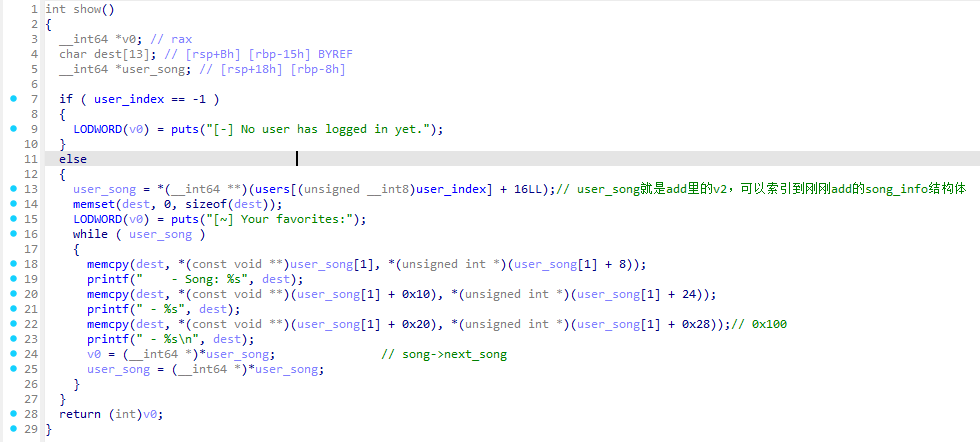 1 int show()
2 {
3   __int64 *v0; // rax
4   char dest[13]; // [rsp+Bh] [rbp-15h] BYREF
5   __int64 *user_song; // [rsp+18h] [rbp-8h]
6
7   if ( user_index == -1 )
8   {
9     LODWORD(v0) = puts("[-] No user has logged in yet.");
10   }
11   else
12   {
13     user_song = *(__int64 **)(users[(unsigned __int8)user_index] + 16LL);// user_song就是add里的v2，可以索引到刚刚add的song_info结构体
14     memset(dest, 0, sizeof(dest));
15     LODWORD(v0) = puts("[~] Your favorites:");
16     while ( user_song )
17     {
18       memcpy(dest, *(const void **)user_song[1], *(unsigned int *)(user_song[1] + 8));
19       printf("    - Song: %s", dest);
20       memcpy(dest, *(const void **)(user_song[1] + 0x10), *(unsigned int *)(user_song[1] + 24));
21       printf(" - %s", dest);
22       memcpy(dest, *(const void **)(user_song[1] + 0x20), *(unsigned int *)(user_song[1] + 0x28));// 0x100
23       printf(" - %s\n", dest);
24       v0 = (__int64 *)*user_song;               // song->next_song
25       user_song = (__int64 *)*user_song;
26     }
27   }
28   return (int)v0;
29 }